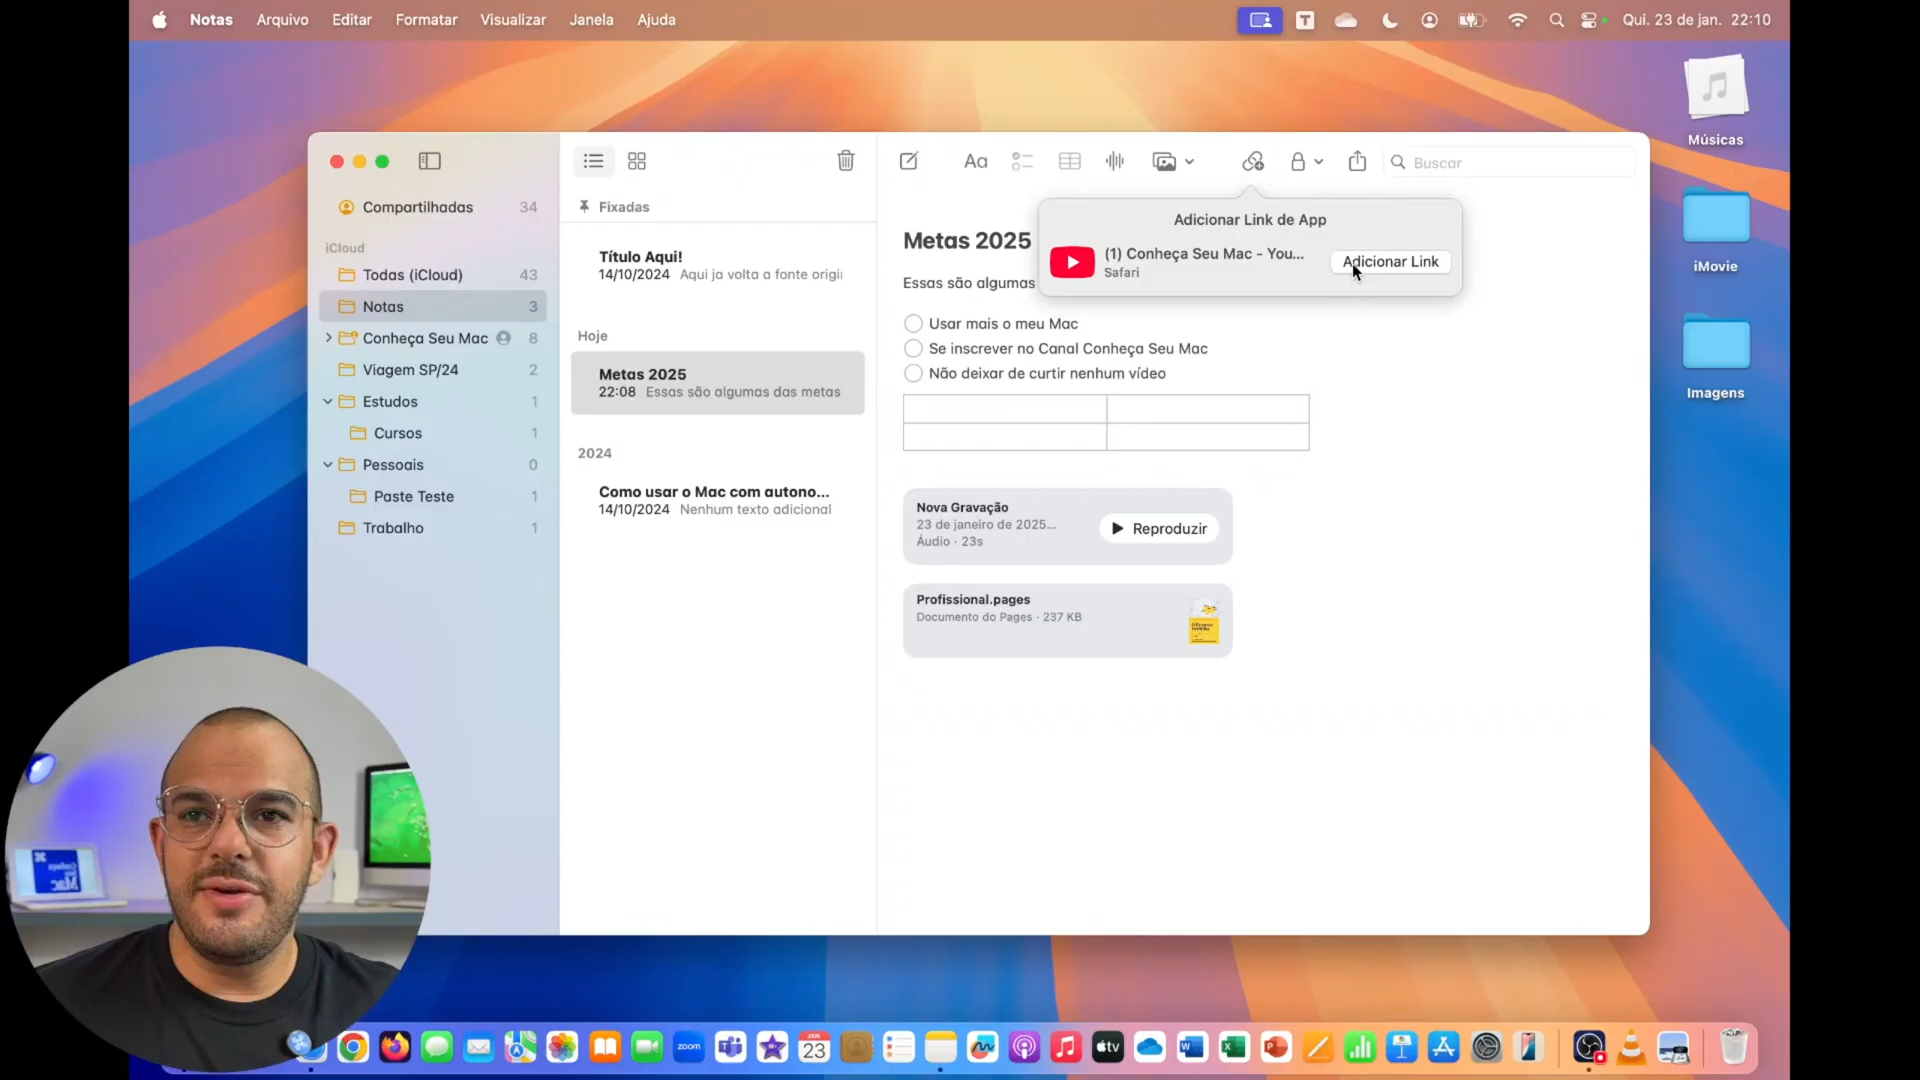 Notas Arquivo Editar Formatar Visualizar Janela Ajuda
T
Qui. 23 de jan. 22:10
Músicas
iMovie
Imagens
Compartilhadas 34
iCloud
Todas (iCloud) 43
Notas 3
Conheça Seu Mac 8
Viagem SP/24 2
Estudos 1
Cursos 1
Pessoais 0
Paste Teste 1
Trabalho 1
Fixadas
Título Aqui!
14/10/2024 Aqui ja volta a fonte origi
Hoje
Metas 2025
22:08 Essas são algumas das metas
2024
Como usar o Mac com autono...
14/10/2024 Nenhum texto adicional
Aa
Buscar
Adicionar Link de App
(1) Conheça Seu Mac - You...
Safari
Adicionar Link
Metas 2025
Essas são algumas
Usar mais o meu Mac
Se inscrever no Canal Conheça Seu Mac
Não deixar de curtir nenhum vídeo
Nova Gravação
23 de janeiro de 2025...
Áudio · 23s
Reproduzir
Profissional.pages
Documento do Pages · 237 KB
zoom
JAN
23
tv